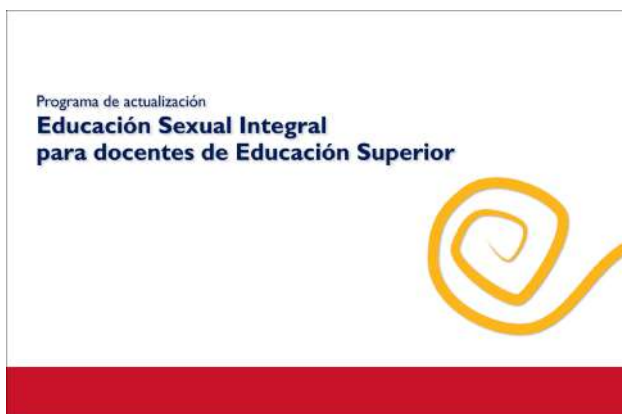 Programa de actualización
Educación Sexual Integral
para docentes de Educación Superior